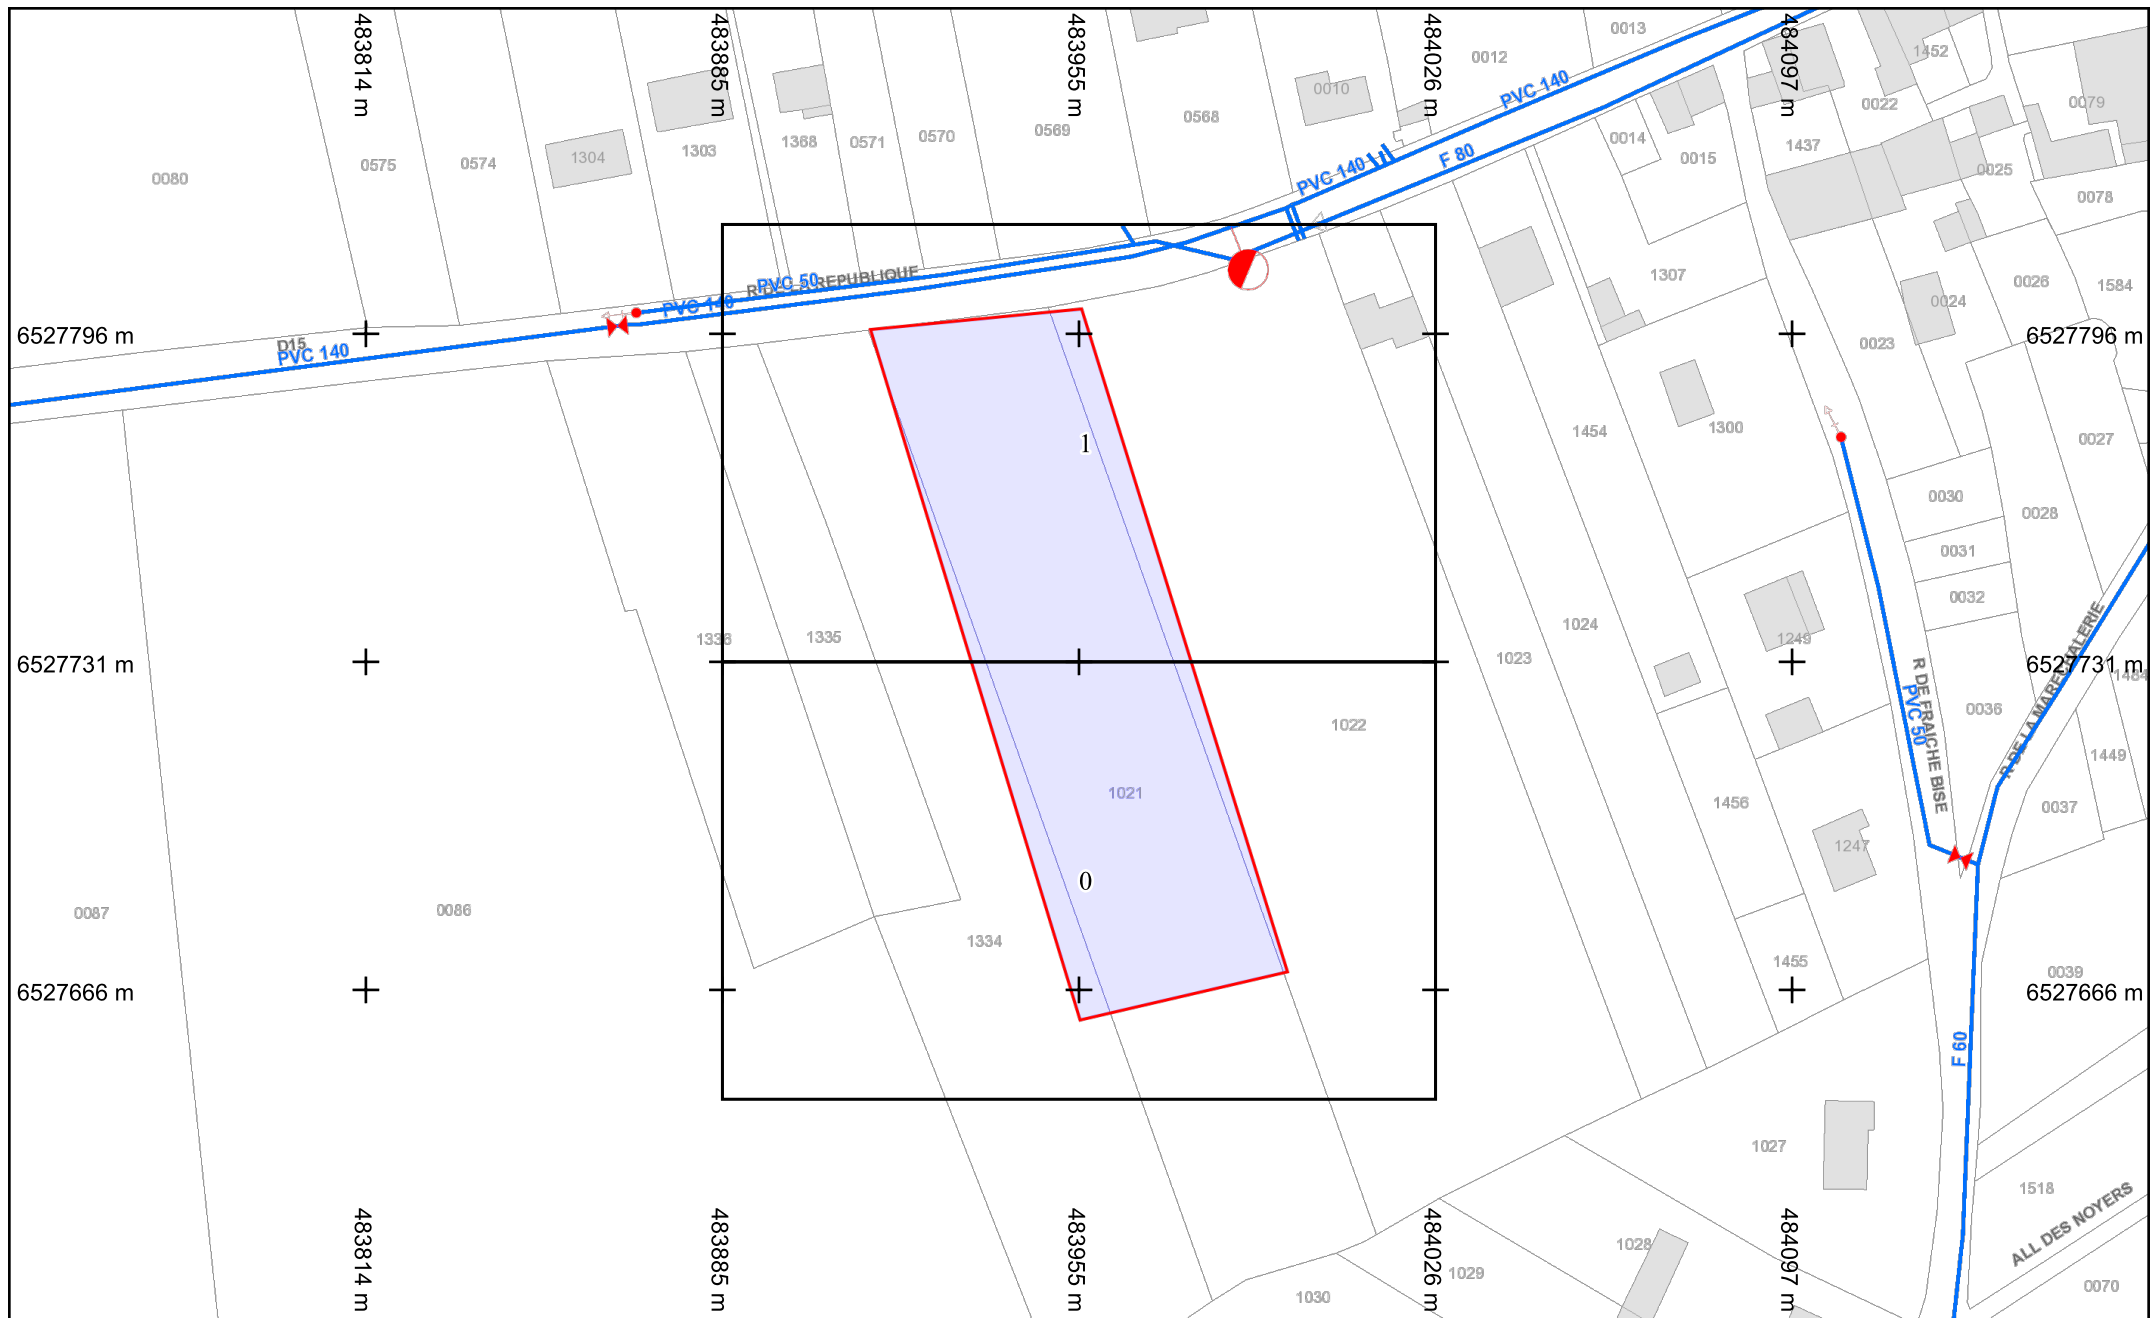 483814 m
483885 m
483955 m
484026 m
484097 m
0013
0012
1452
0010
0079
0022
PVC 140
0568
0569
0570
0571
1368
1303
1304
0574
0575
0080
0014
0015
1437
0025
0078
PVC 140
F 80
1307
0026
1584
0024
R DE LA REPUBLIQUE
PVC 50
PVC 140
6527796 m
D15
PVC 140
0023
6527796 m
1
1454
1300
0027
0030
0028
0031
0032
1336
1335
1024
1249
1023
6527731 m
6527731 m
R DE LA MARECHALERIE
1484
R DE FRAICHE BISE
PVC 50
0036
1022
1449
1021
1456
0037
1247
0
0087
0086
1334
1455
0039
6527666 m
6527666 m
F 60
1027
1518
ALL DES NOYERS
1028
1029
1030
0070
483814 m
483885 m
483955 m
484026 m
484097 m